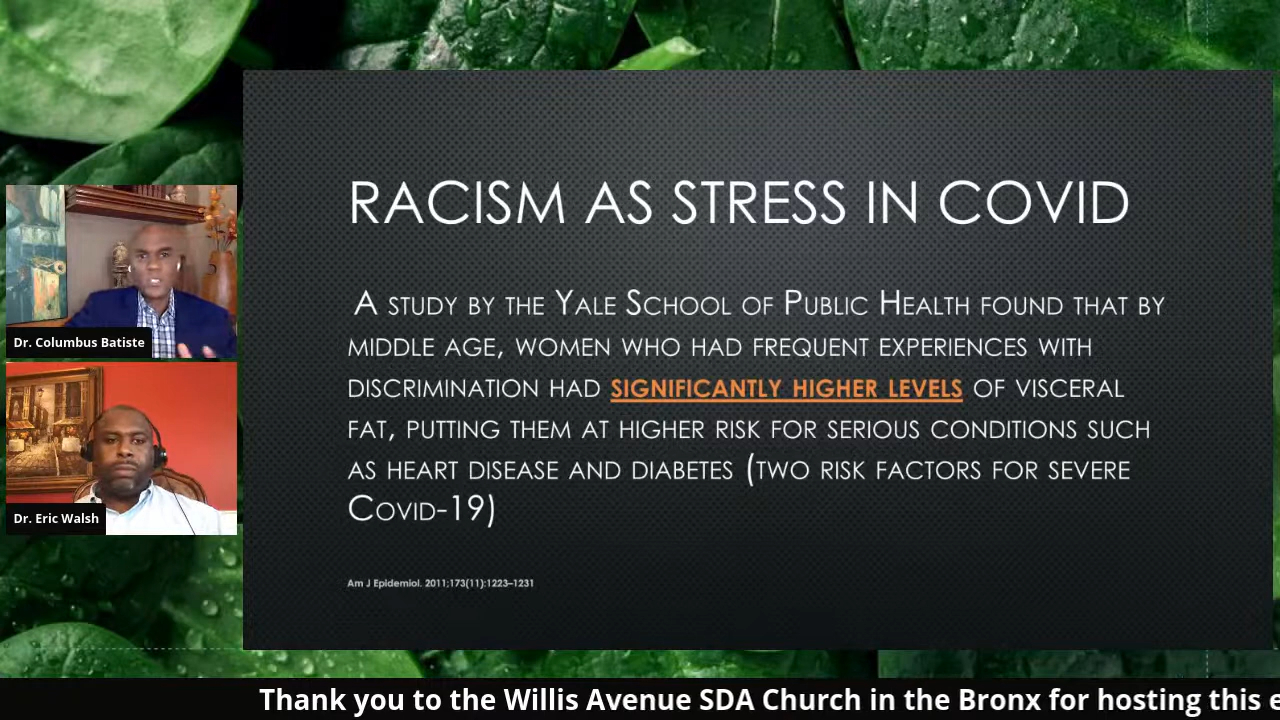 RACISM AS STRESS IN COVID
A STUDY BY THE YALE SCHOOL OF PUBLIC HEALTH FOUND THAT BY
MIDDLE AGE, WOMEN WHO HAD FREQUENT EXPERIENCES WITH
DISCRIMINATION HAD SIGNIFICANTLY HIGHER LEVELS OF VISCERAL
FAT, PUTTING THEM AT HIGHER RISK FOR SERIOUS CONDITIONS SUCH
AS HEART DISEASE AND DIABETES (TWO RISK FACTORS FOR SEVERE
COVID-19)
Am J Epidemiol. 2011;173(11):1223–1231
Dr. Columbus Batiste
Dr. Eric Walsh
Thank you to the Willis Avenue SDA Church in the Bronx for hosting this